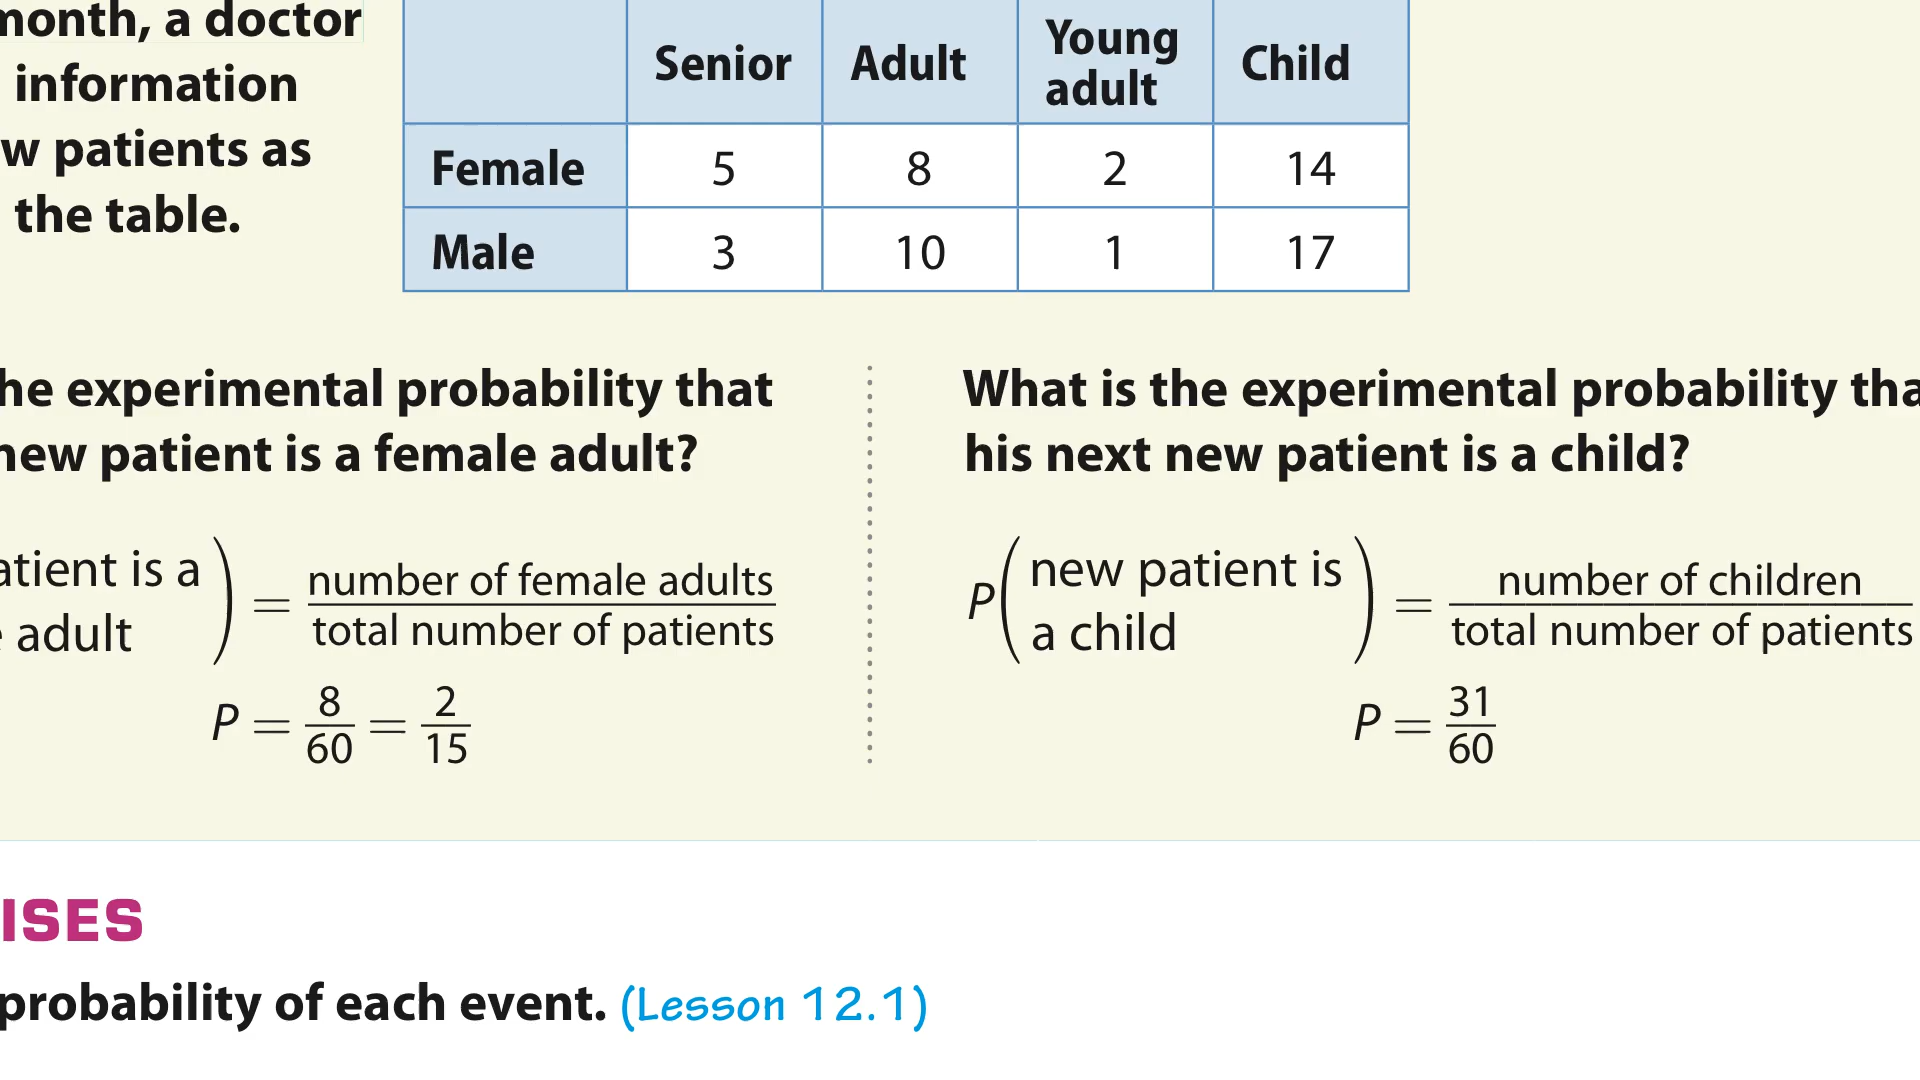 month, a doctor
information
w patients as
the table.
Senior Adult Young adult Child
Female 5 8 2 14
Male 3 10 1 17
he experimental probability that
new patient is a female adult?
atient is a
adult
) = number of female adults / total number of patients
P = 8/60 = 2/15
What is the experimental probability tha
his next new patient is a child?
P( new patient is
a child
) = number of children / total number of patients
P = 31/60
ISES
probability of each event. (Lesson 12.1)